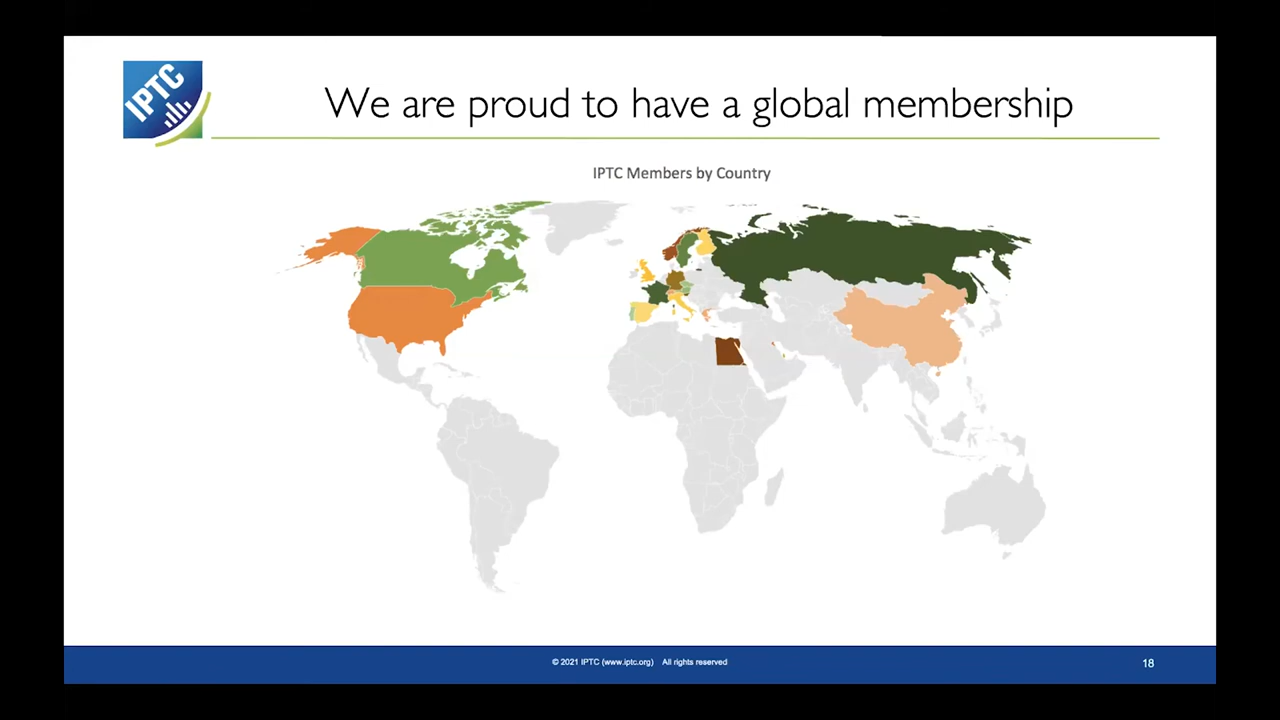 IPTC
We are proud to have a global membership
IPTC Members by Country
© 2021 IPTC (www.iptc.org) All rights reserved
18